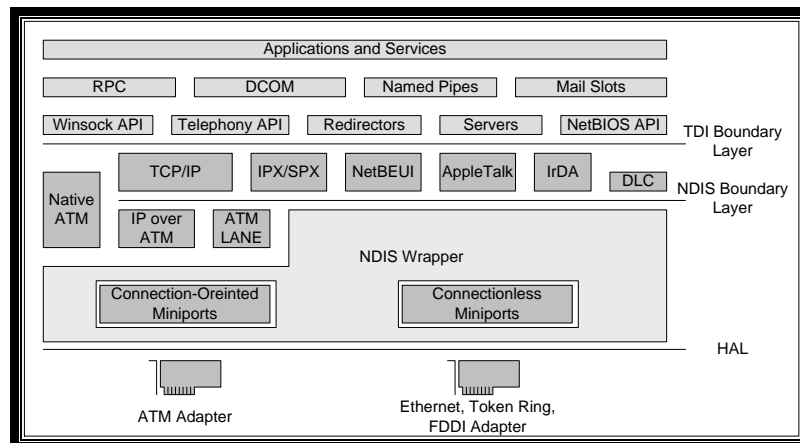 Applications and Services
RPC
DCOM
Named Pipes
Mail Slots
Winsock API
Telephony API
Redirectors
Servers
NetBIOS API
TDI Boundary
Layer
TCP/IP
IPX/SPX
NetBEUI
AppleTalk
IrDA
DLC
NDIS Boundary
Layer
Native
ATM
IP over
ATM
ATM
LANE
NDIS Wrapper
Connection-Oreinted
Miniports
Connectionless
Miniports
HAL
ATM Adapter
Ethernet, Token Ring,
FDDI Adapter